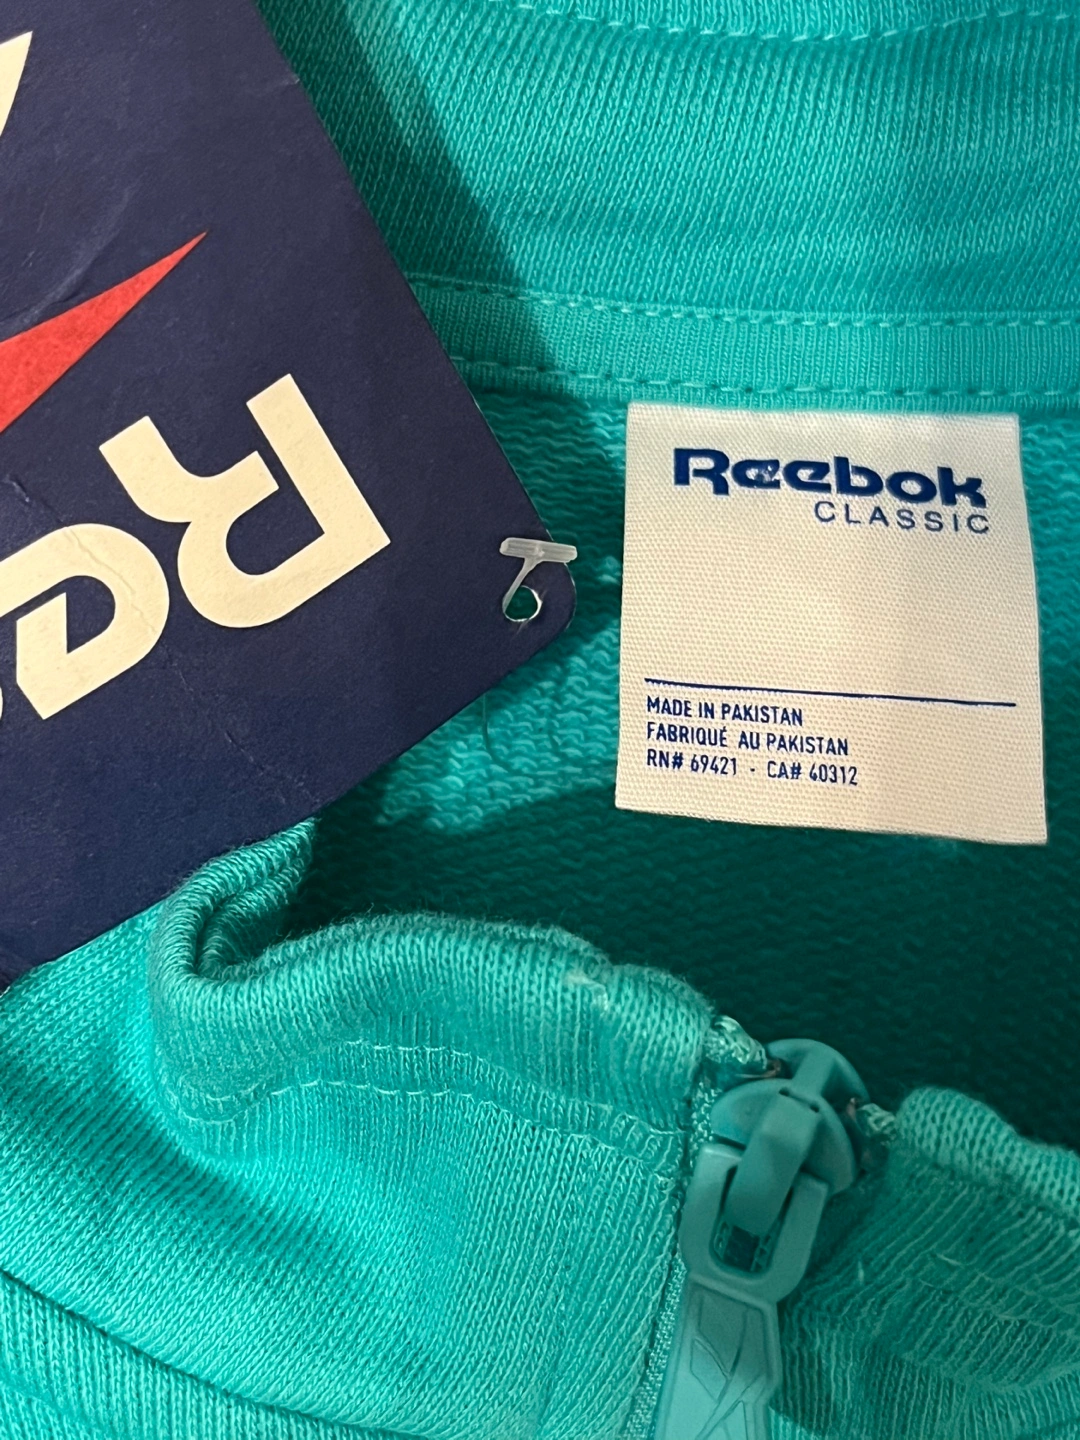 Reebok
CLASSIC
MADE IN PAKISTAN
FABRIQUÉ AU PAKISTAN
RN# 69421 - CA# 40312